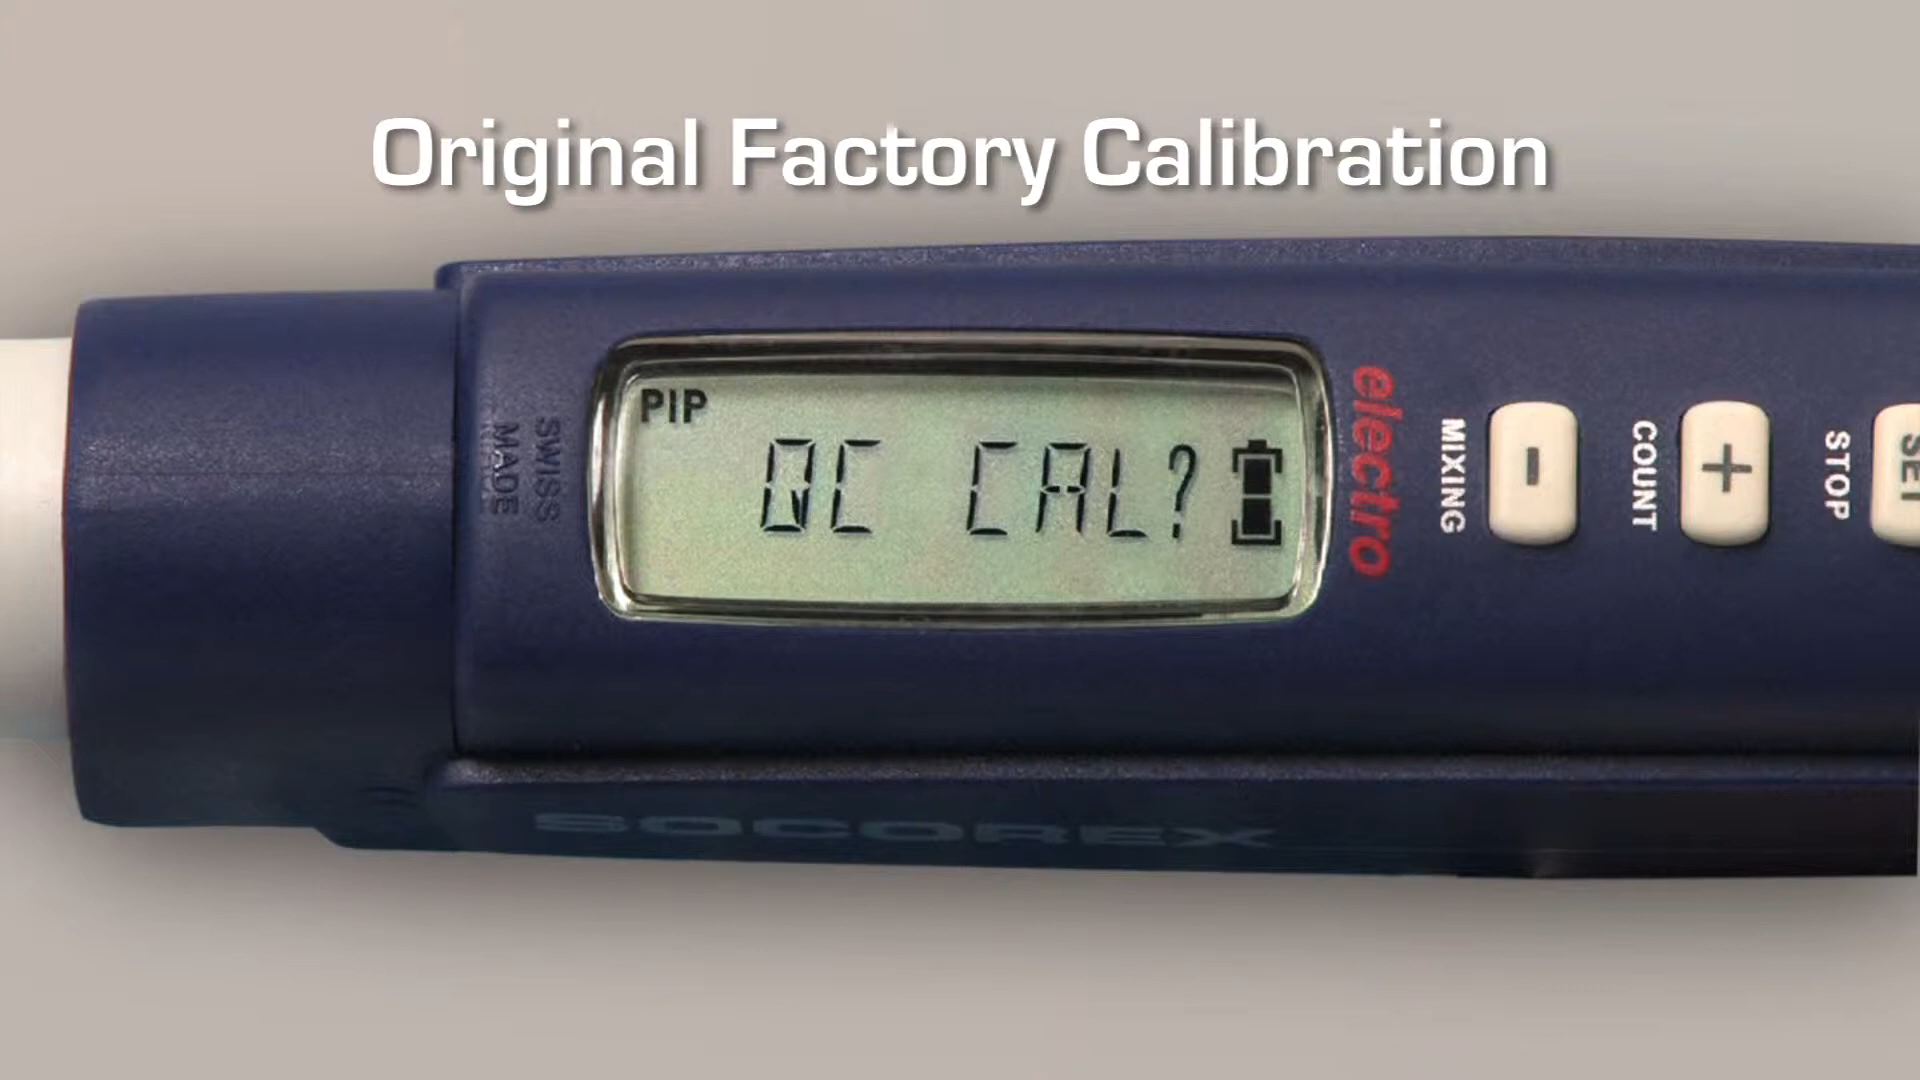 Original Factory Calibration
PIP
QC CAL?
SWISS
MADE
electro
MIXING
-
COUNT
+
STOP
SET
SOCOREX